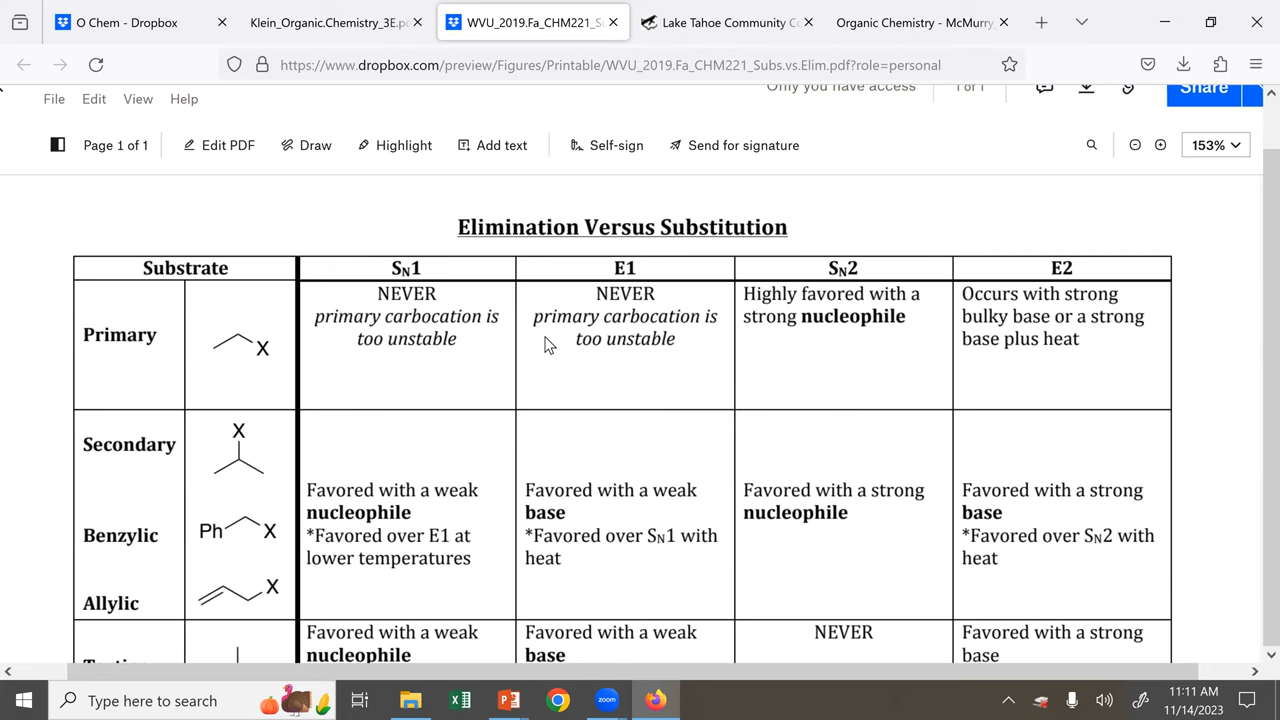 O Chem - Dropbox
Klein_Organic.Chemistry_3E.p
WVU_2019.Fa_CHM221_S
Lake Tahoe Community C
Organic Chemistry - McMurry
https://www.dropbox.com/preview/Figures/Printable/WVU_2019.Fa_CHM221_Subs.vs.Elim.pdf?role=personal
File Edit View Help
Only you have access
1 of 1
Share
Page 1 of 1
Edit PDF
Draw
Highlight
Add text
Self-sign
Send for signature
153%
Elimination Versus Substitution
Substrate
SN1
E1
SN2
E2
Primary
X
NEVER
primary carbocation is
too unstable
NEVER
primary carbocation is
too unstable
Highly favored with a
strong nucleophile
Occurs with strong
bulky base or a strong
base plus heat
Secondary
X
Benzylic
Ph
X
Allylic
X
Favored with a weak
nucleophile
*Favored over E1 at
lower temperatures
Favored with a weak
base
*Favored over SN1 with
heat
Favored with a strong
nucleophile
Favored with a strong
base
*Favored over SN2 with
heat
Favored with a weak
nucleophile
Favored with a weak
base
NEVER
Favored with a strong
base
Type here to search
11:11 AM
11/14/2023